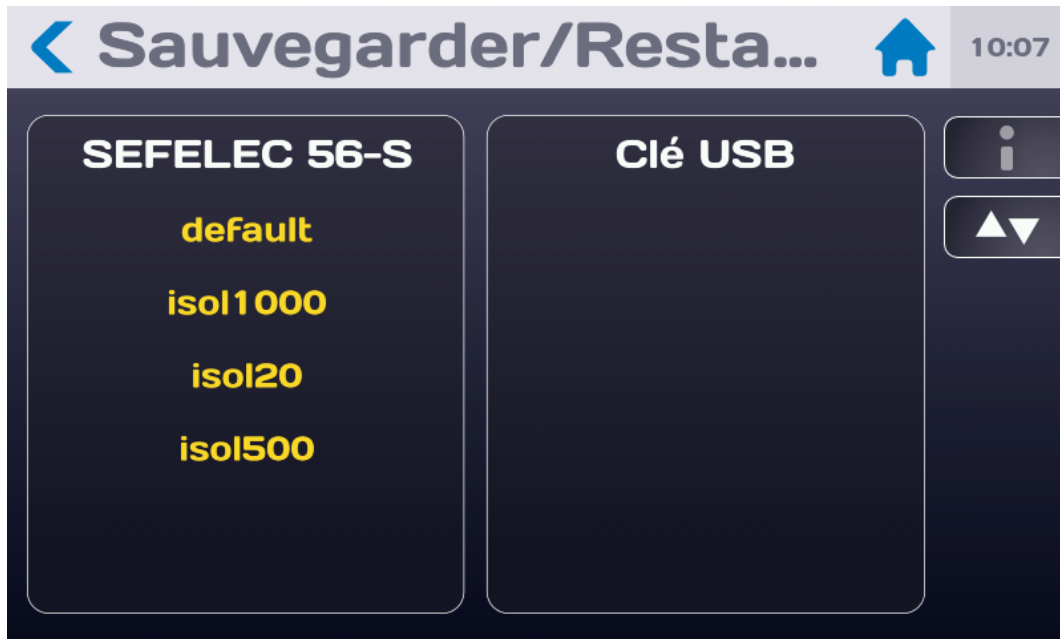 Sauvegarder/Resta...
10:07
SEFELEC 56-S
default
isol1000
isol20
isol500
Clé USB